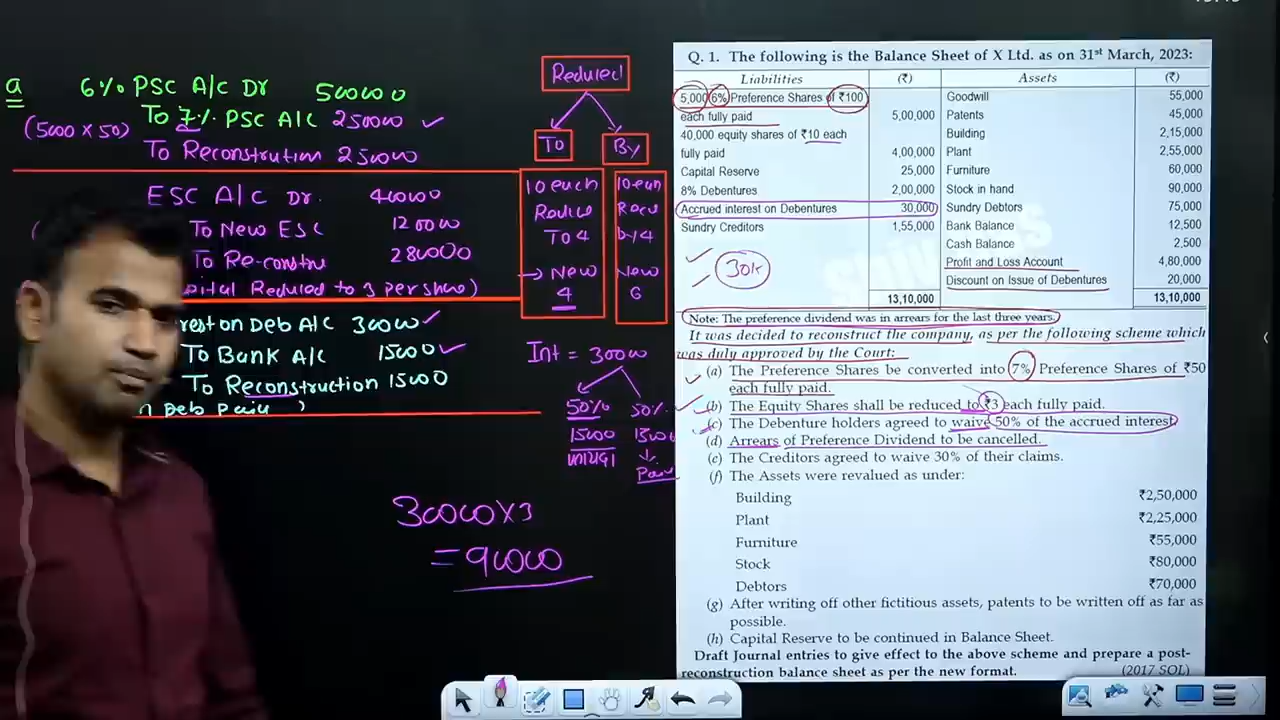 a
6% PSC A/C Dr 500000
To 7% PSC A/C 250000 ✓
(5000 x 50)
To Reconstrution 250000
ESC A/C Dr. 400000
To New ESC 120000
To Re-constru 280000
pital Reduced to 3 per share)
rest on Deb A/C 30000 ✓
To Bank A/C 15000 ✓
To Reconstruction 15000
n Deb paid )
Reduced
To
By
10 each
Reduce
To 4
→ New
4
10 each
by 4
New
6
Int = 30000
50%
50%
15000
15000
माफ
Paid
30000x3
=90000
Q. 1. The following is the Balance Sheet of X Ltd. as on 31st March, 2023:
Liabilities (₹) Assets (₹)
5,000 6% Preference Shares of ₹100 Goodwill 55,000
each fully paid 5,00,000 Patents 45,000
40,000 equity shares of ₹10 each Building 2,15,000
fully paid 4,00,000 Plant 2,55,000
Capital Reserve 25,000 Furniture 60,000
8% Debentures 2,00,000 Stock in hand 90,000
Accrued interest on Debentures 30,000 Sundry Debtors 75,000
Sundry Creditors 1,55,000 Bank Balance 12,500
Cash Balance 2,500
30k
Profit and Loss Account 4,80,000
Discount on Issue of Debentures 20,000
13,10,000 13,10,000
Note: The preference dividend was in arrears for the last three years.
It was decided to reconstruct the company, as per the following scheme which
was duly approved by the Court:
(a) The Preference Shares be converted into 7% Preference Shares of ₹50
each fully paid.
(b) The Equity Shares shall be reduced to ₹3 each fully paid.
(c) The Debenture holders agreed to waive 50% of the accrued interest.
(d) Arrears of Preference Dividend to be cancelled.
(e) The Creditors agreed to waive 30% of their claims.
(f) The Assets were revalued as under:
Building ₹2,50,000
Plant ₹2,25,000
Furniture ₹55,000
Stock ₹80,000
Debtors ₹70,000
(g) After writing off other fictitious assets, patents to be written off as far as
possible.
(h) Capital Reserve to be continued in Balance Sheet.
Draft Journal entries to give effect to the above scheme and prepare a post-
reconstruction balance sheet as per the new format. (2017 SOL)